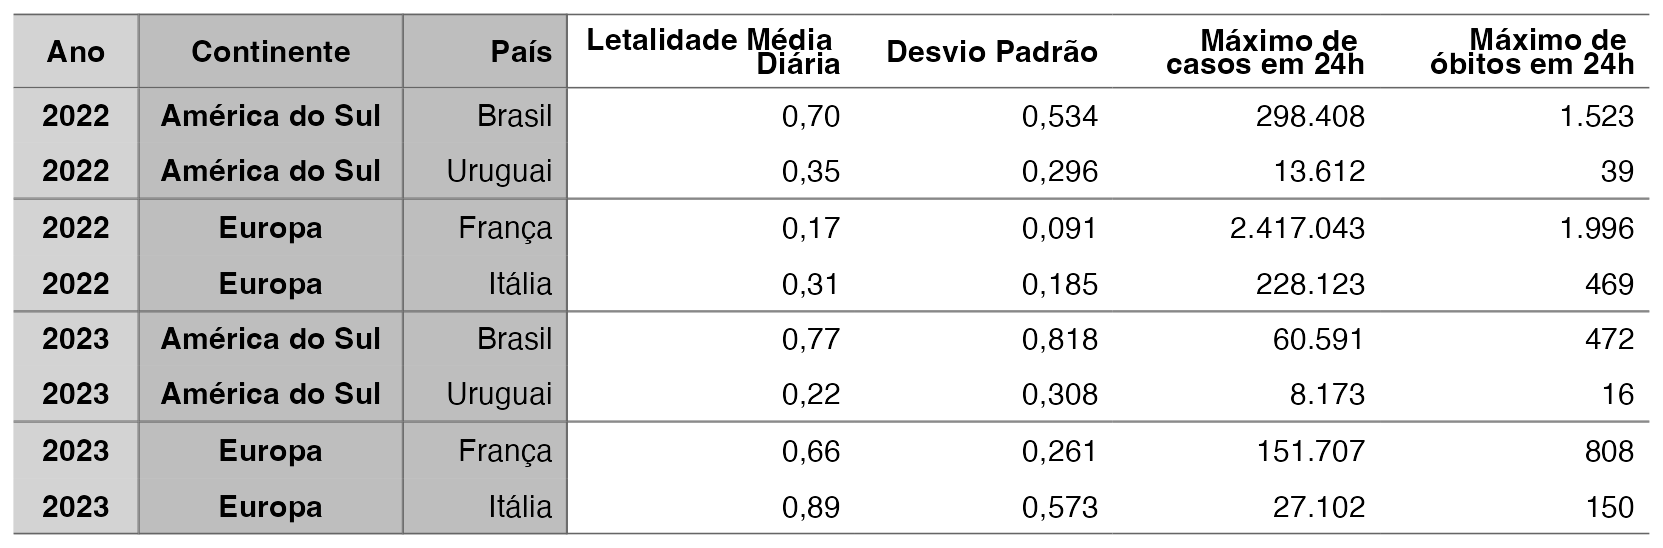 Ano Continente País Letalidade Média Diária Desvio Padrão Máximo de casos em 24h Máximo de óbitos em 24h
2022 América do Sul Brasil 0,70 0,534 298.408 1.523
2022 América do Sul Uruguai 0,35 0,296 13.612 39
2022 Europa França 0,17 0,091 2.417.043 1.996
2022 Europa Itália 0,31 0,185 228.123 469
2023 América do Sul Brasil 0,77 0,818 60.591 472
2023 América do Sul Uruguai 0,22 0,308 8.173 16
2023 Europa França 0,66 0,261 151.707 808
2023 Europa Itália 0,89 0,573 27.102 150